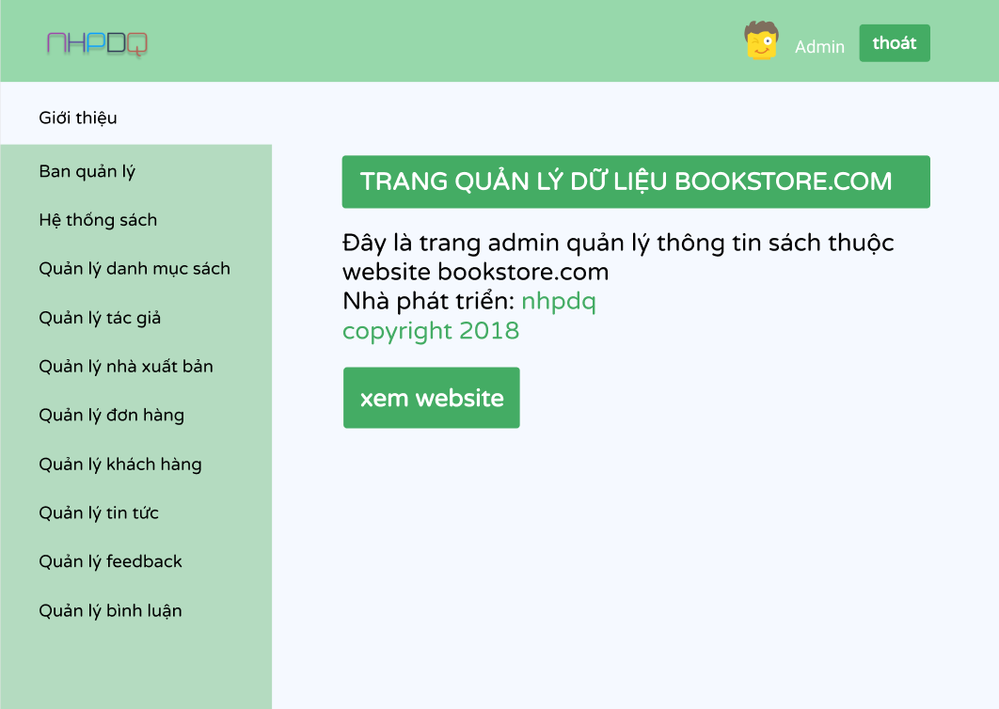 NHPDQ
Admin
thoát
Giới thiệu
Ban quản lý
Hệ thống sách
Quản lý danh mục sách
Quản lý tác giả
Quản lý nhà xuất bản
Quản lý đơn hàng
Quản lý khách hàng
Quản lý tin tức
Quản lý feedback
Quản lý bình luận
TRANG QUẢN LÝ DỮ LIỆU BOOKSTORE.COM
Đây là trang admin quản lý thông tin sách thuộc
website bookstore.com
Nhà phát triển: nhpdq
copyright 2018
xem website